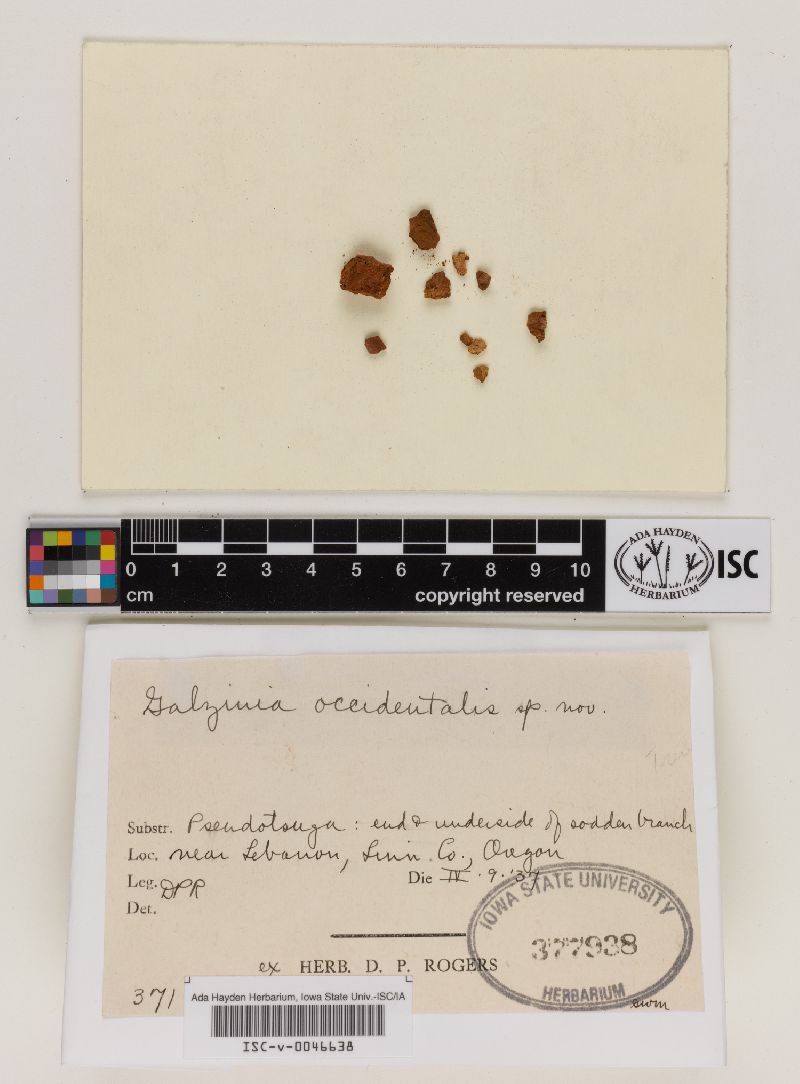 0 1 2 3 4 5 6 7 8 9 10
cm
copyright reserved
ADA HAYDEN
HERBARIUM
ISC
Galzinia occidentalis sp. nov.
Substr. Pseudotsuga : end & underside of sodden branch
Loc. near Lebanon, Linn Co., Oregon
Leg. DPR Die IV. 9. '37
Det.
IOWA STATE UNIVERSITY
377938
HERBARIUM
ex HERB. D. P. ROGERS
371
Ada Hayden Herbarium, Iowa State Univ.-ISC/IA
ISC-v-0046638